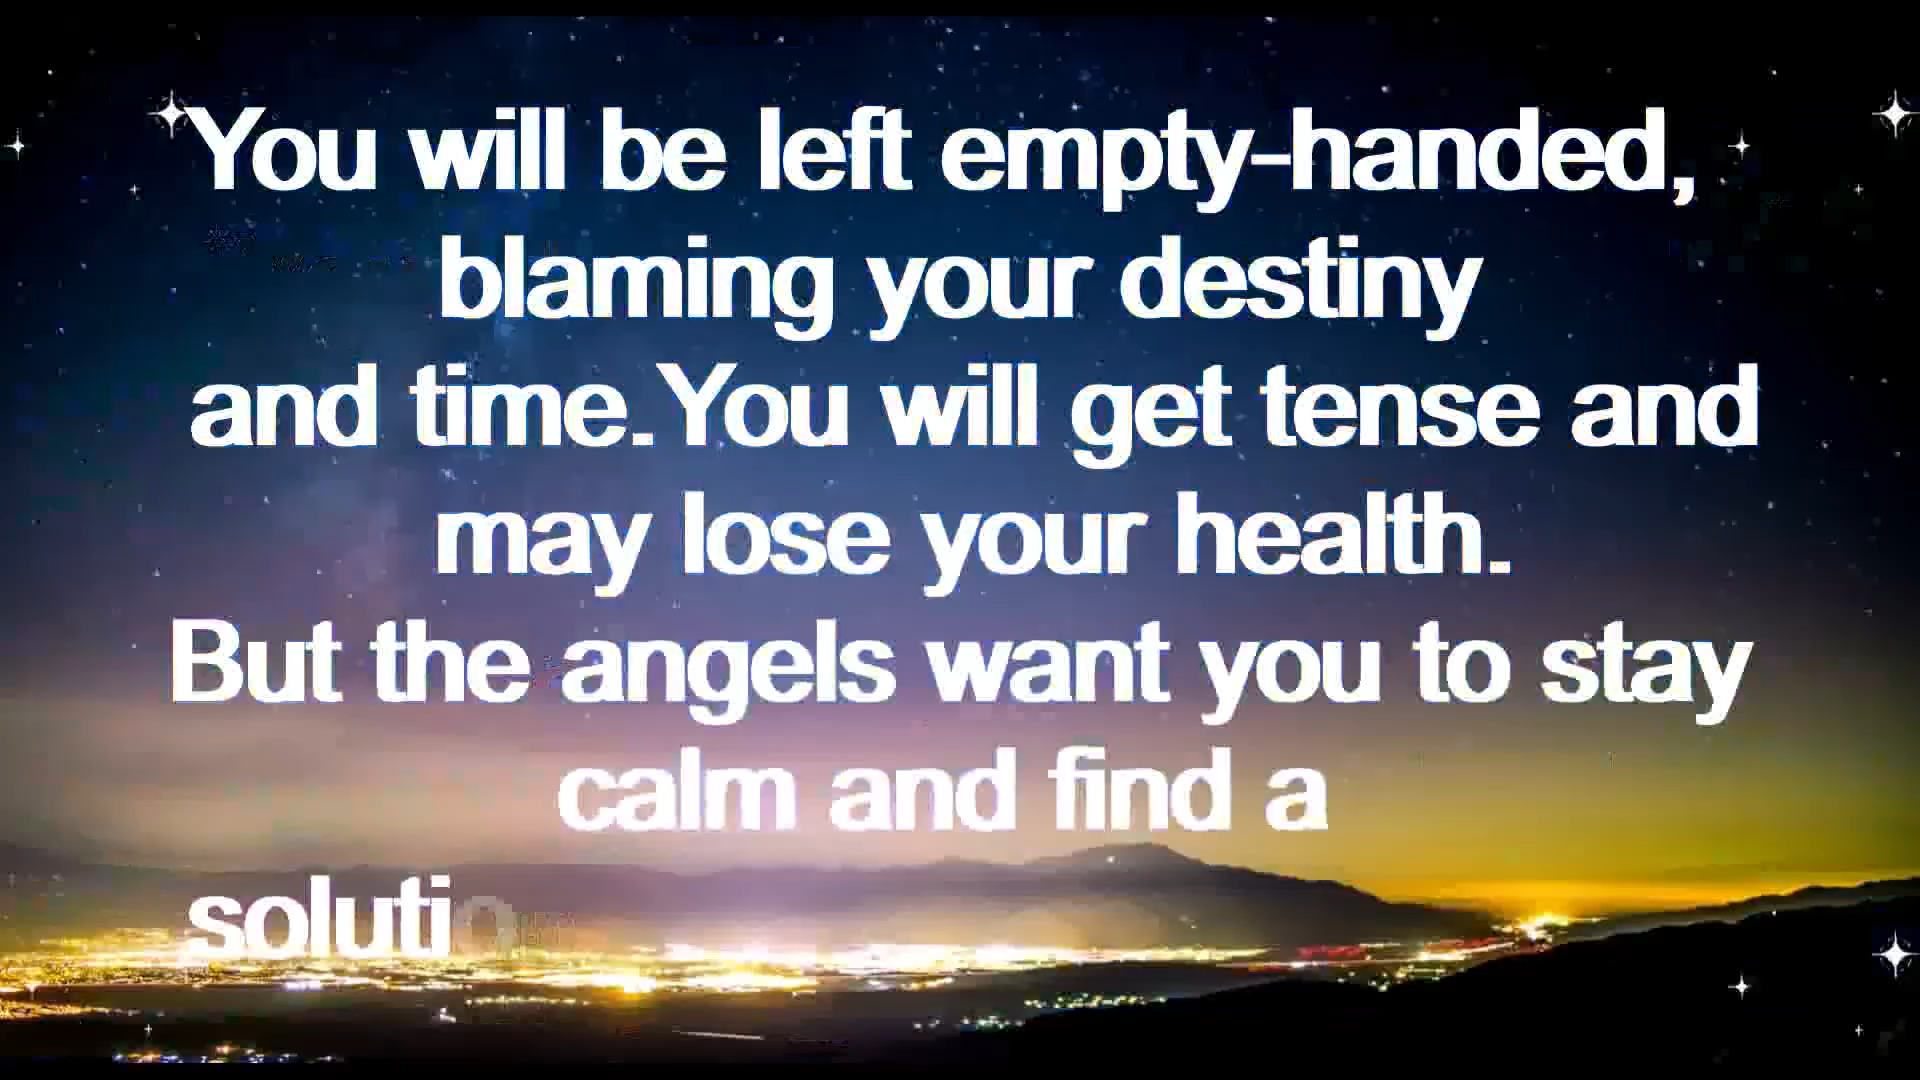 You will be left empty-handed,
blaming your destiny
and time.You will get tense and
may lose your health.
But the angels want you to stay
calm and find a
soluti